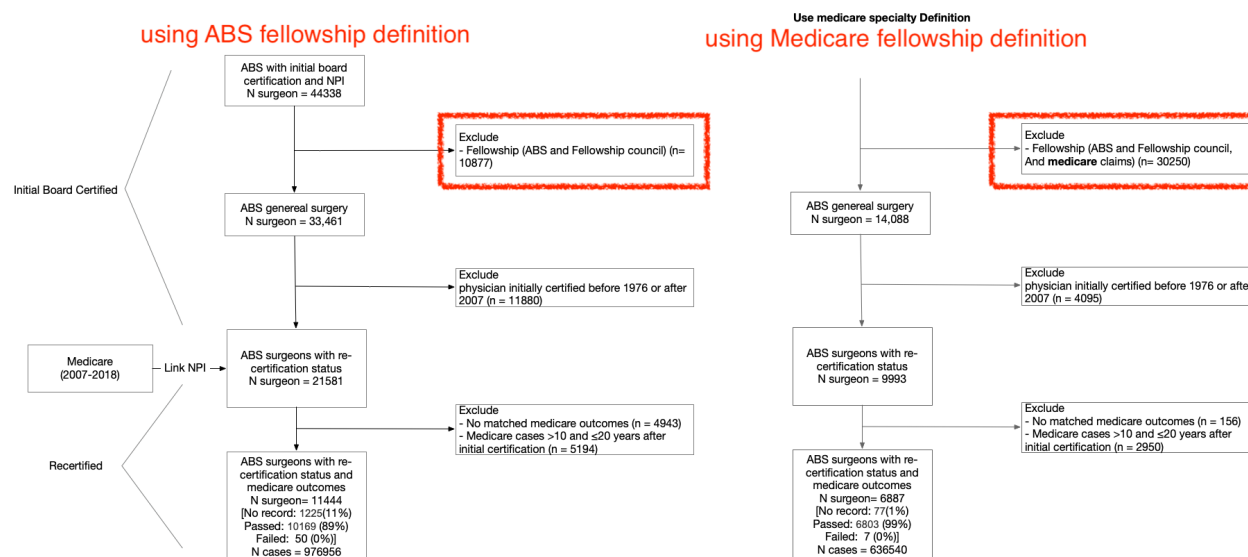 Use medicare specialty Definition
using ABS fellowship definition
using Medicare fellowship definition
ABS with initial board
certification and NPI
N surgeon = 44338
Exclude
- Fellowship (ABS and Fellowship council) (n=
10877)
Initial Board Certified
ABS genereal surgery
N surgeon = 33,461
Exclude
physician initially certified before 1976 or after
2007 (n = 11880)
Medicare
(2007-2018)
Link NPI
ABS surgeons with re-
certification status
N surgeon = 21581
Exclude
- No matched medicare outcomes (n = 4943)
- Medicare cases >10 and ≤20 years after
initial certification (n = 5194)
Recertified
ABS surgeons with re-
certification status and
medicare outcomes
N surgeon= 11444
[No record: 1225(11%)
Passed: 10169 (89%)
Failed: 50 (0%)]
N cases = 976956
Exclude
- Fellowship (ABS and Fellowship council,
And medicare claims) (n= 30250)
ABS general surgery
N surgeon = 14,088
Exclude
physician initially certified before 1976 or after
2007 (n = 4095)
ABS surgeons with re-
certification status
N surgeon = 9993
Exclude
- No matched medicare outcomes (n = 156)
- Medicare cases >10 and ≤20 years after
initial certification (n = 2950)
ABS surgeons with re-
certification status and
medicare outcomes
N surgeon= 6887
[No record: 77(1%)
Passed: 6803 (99%)
Failed: 7 (0%)]
N cases = 636540